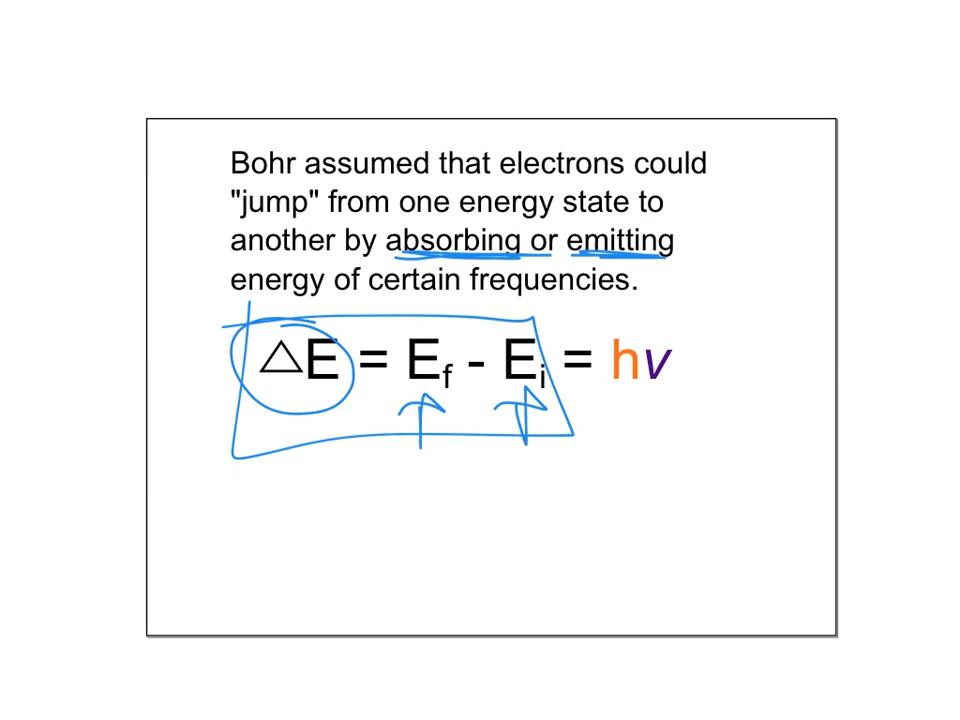 Bohr assumed that electrons could
"jump" from one energy state to
another by absorbing or emitting
energy of certain frequencies.
△E = Ef - Ei = hv